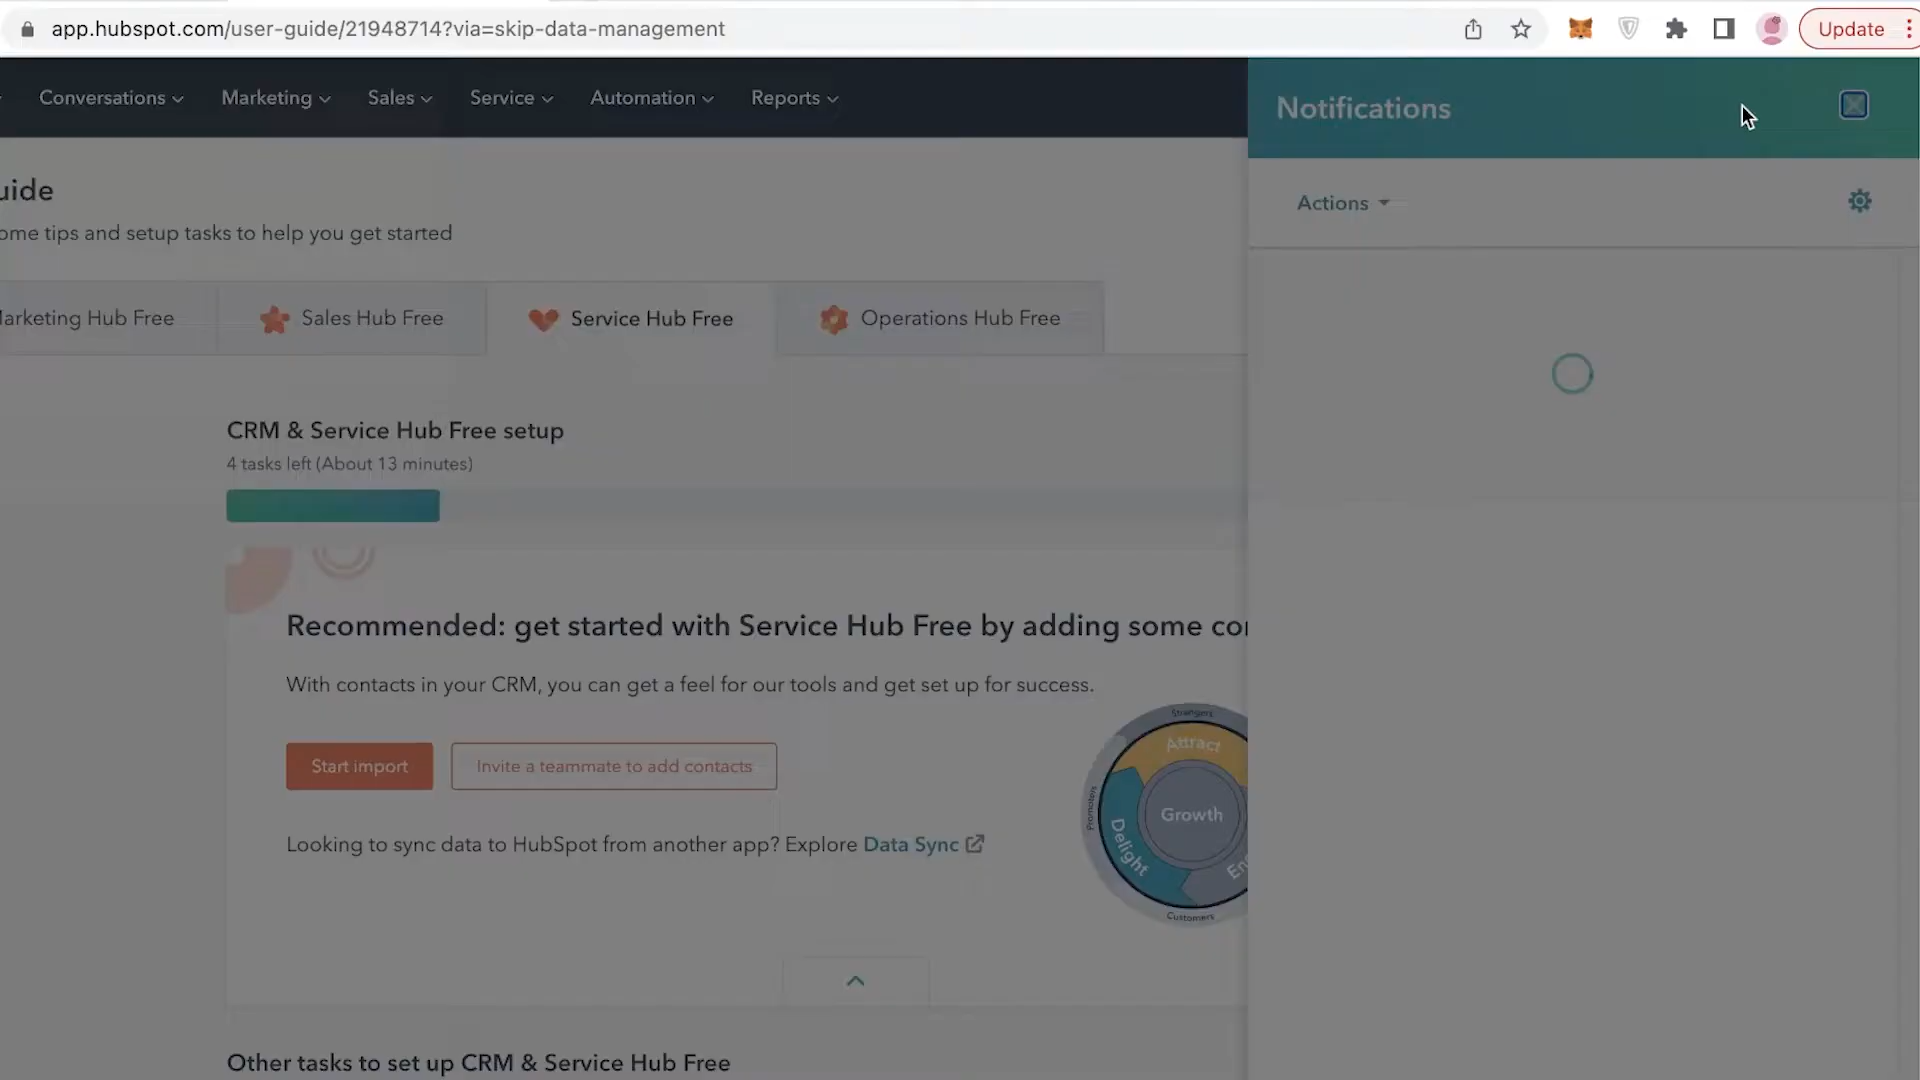 app.hubspot.com/user-guide/21948714?via=skip-data-management
Update
Conversations
Marketing
Sales
Service
Automation
Reports
Notifications
Actions
uide
ome tips and setup tasks to help you get started
arketing Hub Free
Sales Hub Free
Service Hub Free
Operations Hub Free
CRM & Service Hub Free setup
4 tasks left (About 13 minutes)
Recommended: get started with Service Hub Free by adding some co
With contacts in your CRM, you can get a feel for our tools and get set up for success.
Start import
Invite a teammate to add contacts
Looking to sync data to HubSpot from another app? Explore Data Sync
Strangers
Attract
Promoters
Growth
Delight
En
Customers
Other tasks to set up CRM & Service Hub Free